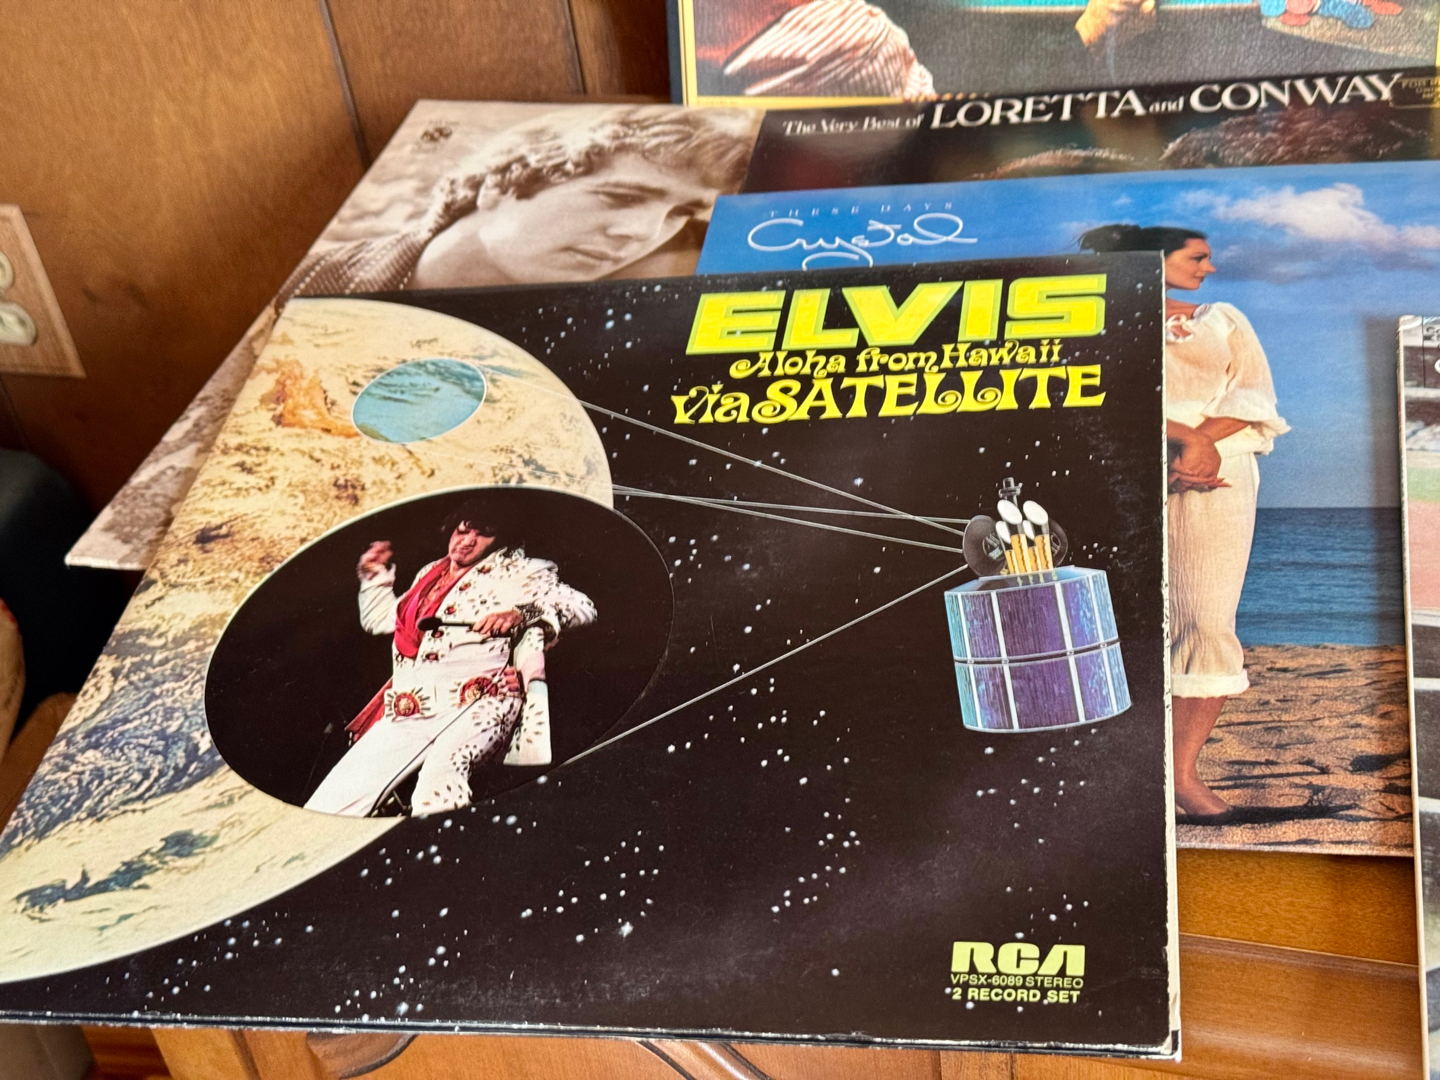 The Very Best of LORETTA and CONWAY
THESE DAYS
Crystal
ELVIS
Aloha from Hawaii
via SATELLITE
RCA
VPSX-6089 STEREO
2 RECORD SET